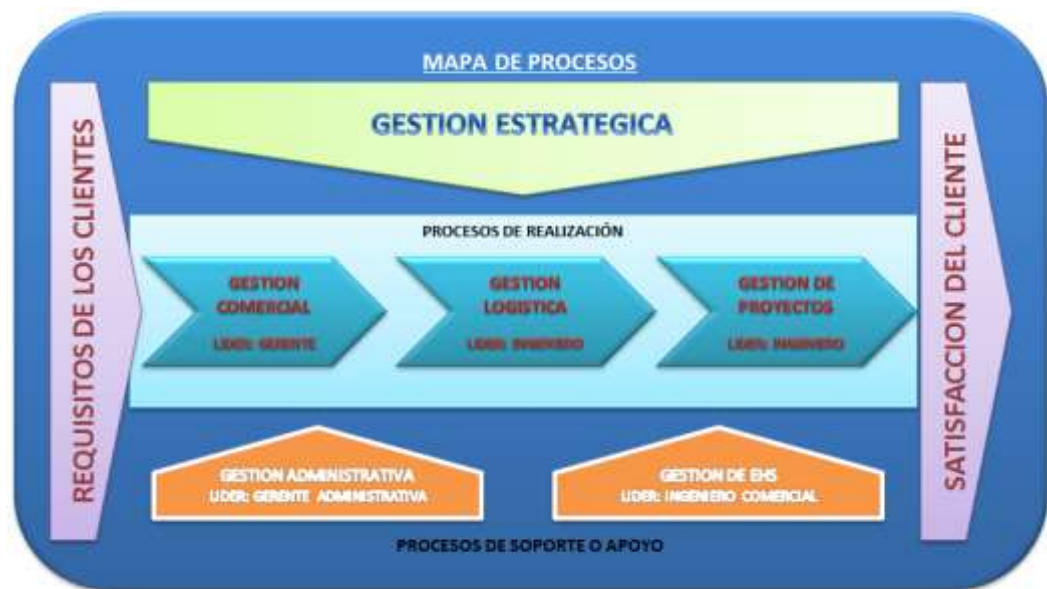 MAPA DE PROCESOS
GESTION ESTRATEGICA
REQUISITOS DE LOS CLIENTES
PROCESOS DE REALIZACIÓN
GESTION
COMERCIAL
LIDER: GERENTE
GESTION
LOGISTICA
LIDER: INGENIERO
GESTION DE
PROYECTOS
LIDER: INGENIERO
SATISFACCION DEL CLIENTE
GESTION ADMINISTRATIVA
LIDER: GERENTE ADMINISTRATIVA
GESTION DE EHS
LIDER: INGENIERO COMERCIAL
PROCESOS DE SOPORTE O APOYO